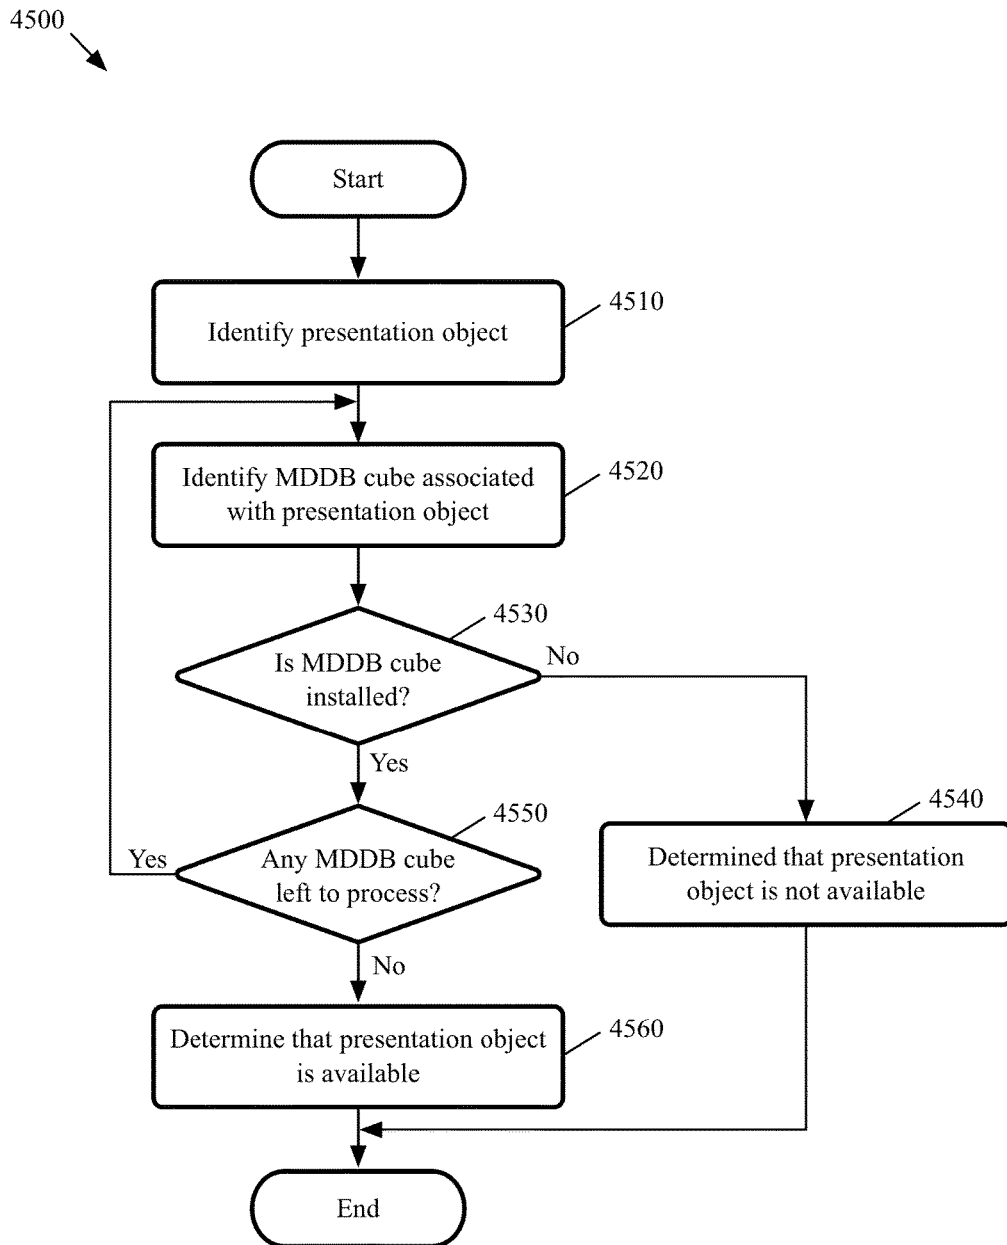 4500
Start
4510
Identify presentation object
4520
Identify MDDB cube associated
with presentation object
4530
Is MDDB cube
installed?
No
Yes
4550
Any MDDB cube
left to process?
Yes
4540
Determined that presentation
object is not available
No
4560
Determine that presentation object
is available
End